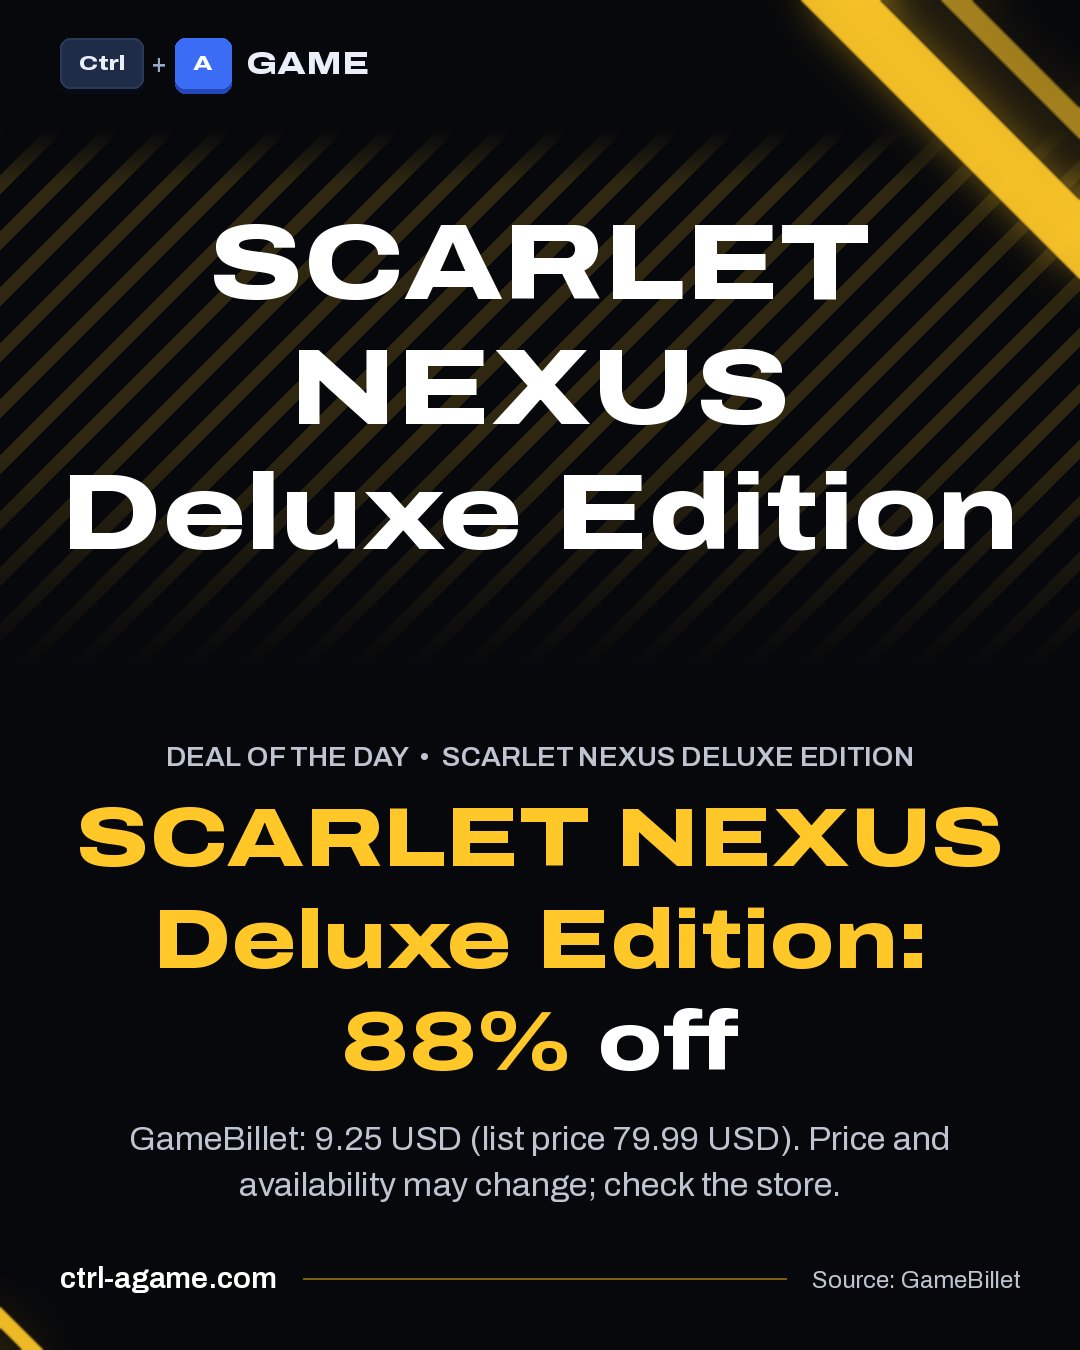 Ctrl + A GAME
SCARLET
NEXUS
Deluxe Edition
DEAL OF THE DAY • SCARLET NEXUS DELUXE EDITION
SCARLET NEXUS
Deluxe Edition:
88% off
GameBillet: 9.25 USD (list price 79.99 USD). Price and
availability may change; check the store.
ctrl-agame.com
Source: GameBillet